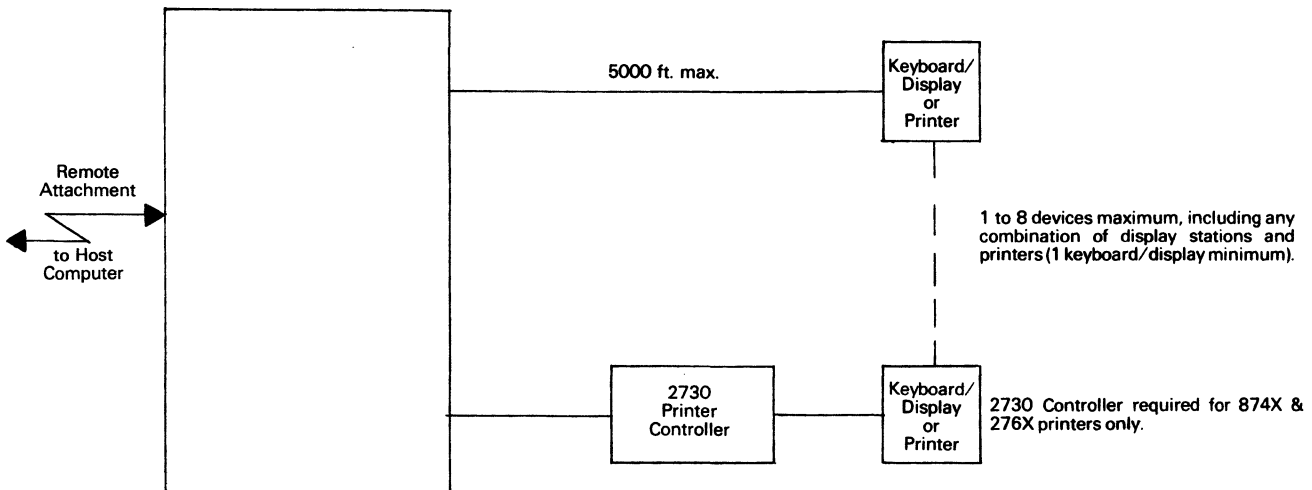 5000 ft. max.
Keyboard/
Display
or
Printer
Remote
Attachment
to Host
Computer
1 to 8 devices maximum, including any
combination of display stations and
printers (1 keyboard/display minimum).
2730
Printer
Controller
Keyboard/
Display
or
Printer
2730 Controller required for 874X &
276X printers only.